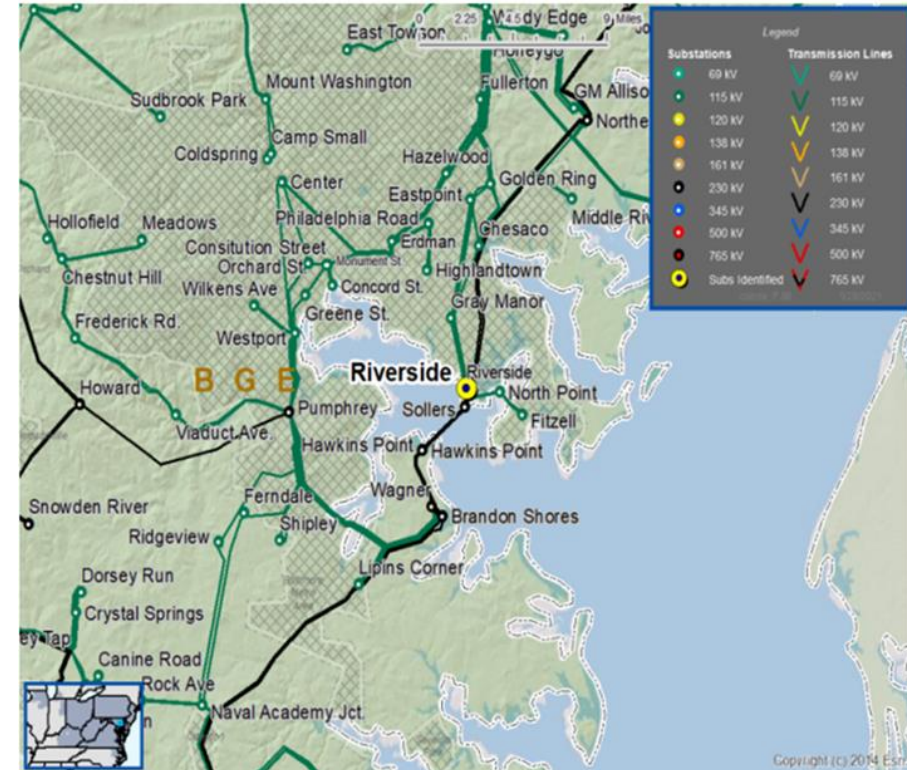 0 2.25 4.5 9 Miles
East Towson
Honeygo
Legend
Substations Transmission Lines
69 kV 69 kV
115 kV 115 kV
120 kV 120 kV
138 kV 138 kV
161 kV 161 kV
230 kV 230 kV
345 kV 345 kV
500 kV 500 kV
765 kV 765 kV
Subs Identified
Mount Washington
Fullerton
GM Alliso
Sudbrook Park
Northe
Camp Small
Coldspring
Hazelwood
Center
Golden Ring
Eastpoint
Hollofield
Meadows
Philadelphia Road
Middle Riv
Erdman
Chesaco
Consitution Street
Orchard St.
Monument St.
Highlandtown
Chestnut Hill
Wilkens Ave
Concord St.
Gray Manor
Greene St.
Frederick Rd.
Westport
Riverside
Riverside
Howard
B G E
North Point
Pumphrey
Sollers
Fitzell
Viaduct Ave.
Hawkins Point
Hawkins Point
Wagner
Snowden River
Ferndale
Brandon Shores
Ridgeview
Shipley
Lipins Corner
Dorsey Run
Crystal Springs
ey Tap
Canine Road
Rock Ave
n
Naval Academy Jct.
Copyright (c) 2014 Esri